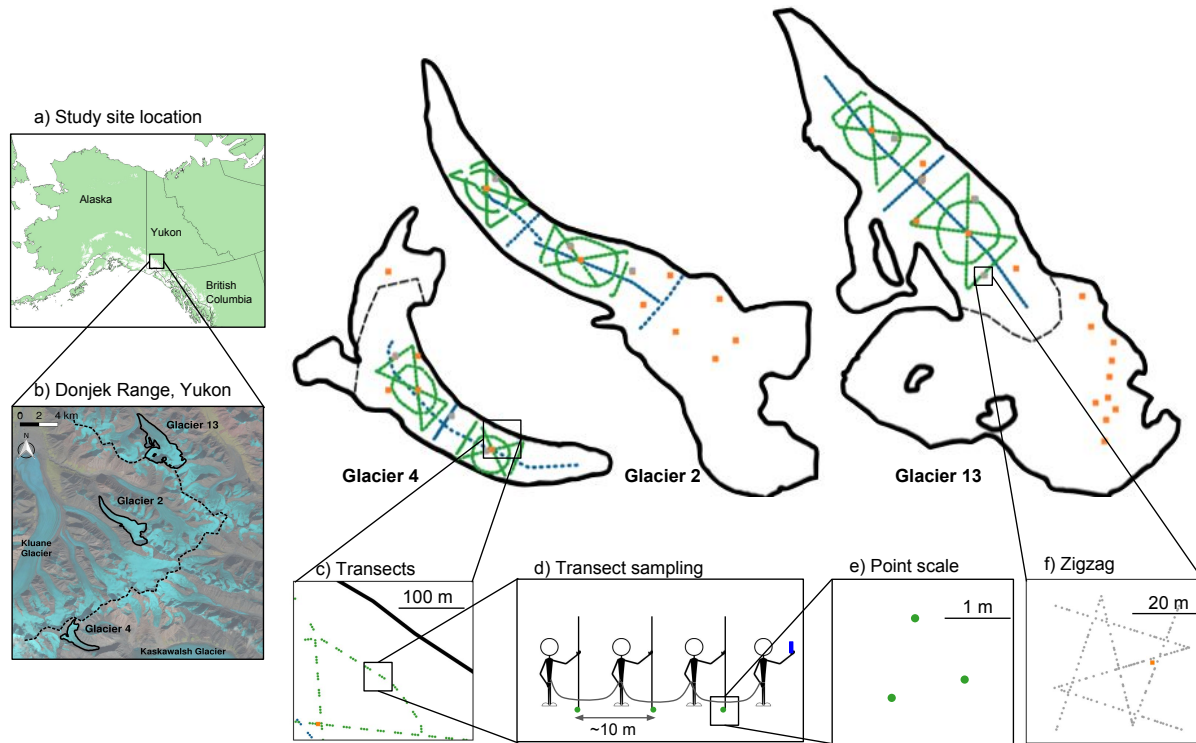 a) Study site location
Alaska
Yukon
British
Columbia
b) Donjek Range, Yukon
0 2 4 km
N
Glacier 13
Glacier 2
Kluane
Glacier
Glacier 4
Kaskawalsh Glacier
Glacier 4
Glacier 2
Glacier 13
c) Transects
100 m
d) Transect sampling
~10 m
e) Point scale
1 m
f) Zigzag
20 m